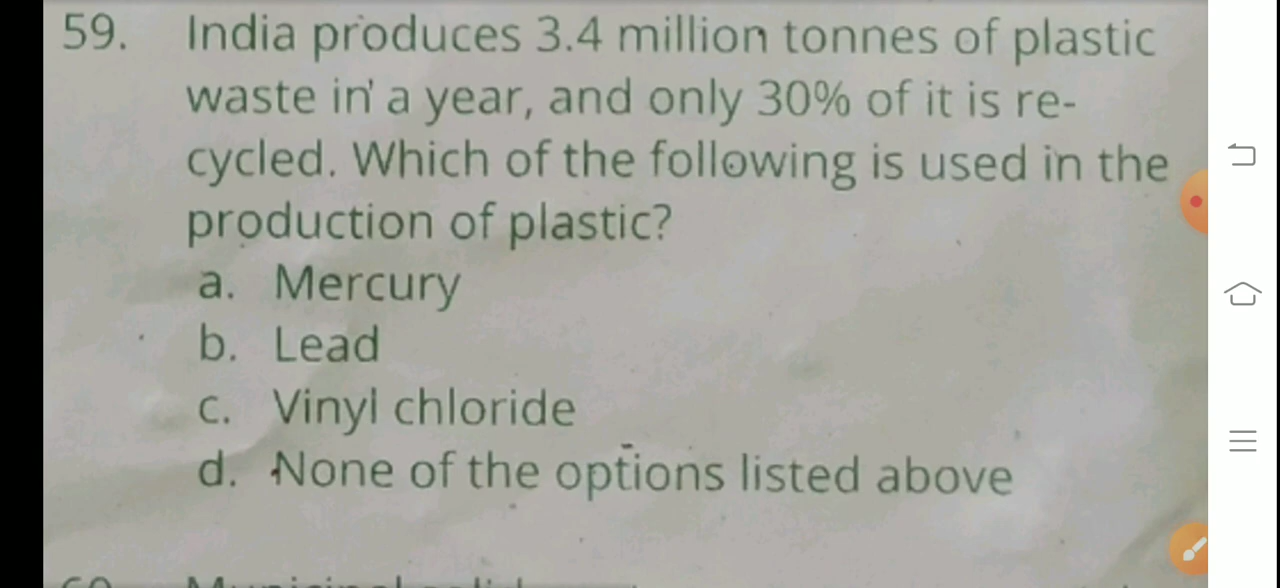 59. India produces 3.4 million tonnes of plastic
waste in a year, and only 30% of it is re-
cycled. Which of the following is used in the
production of plastic?
a. Mercury
b. Lead
c. Vinyl chloride
d. None of the options listed above